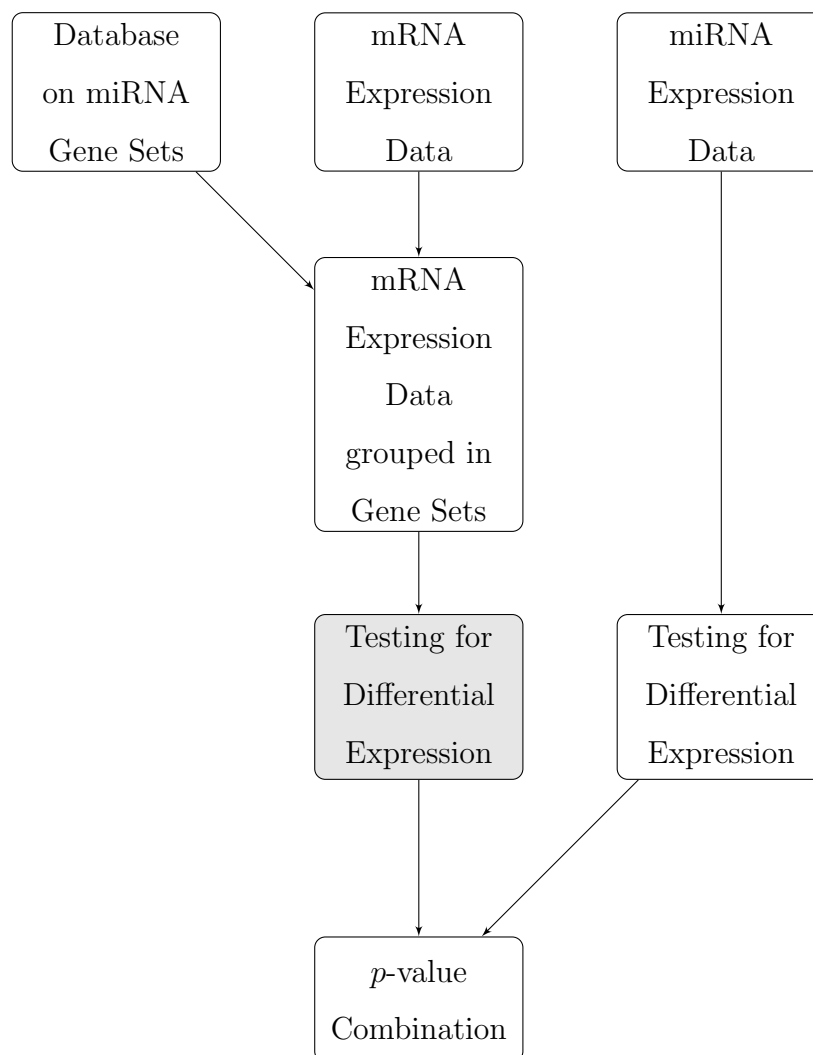 Database
on miRNA
Gene Sets
mRNA
Expression
Data
miRNA
Expression
Data
mRNA
Expression
Data
grouped in
Gene Sets
Testing for
Differential
Expression
Testing for
Differential
Expression
p-value
Combination